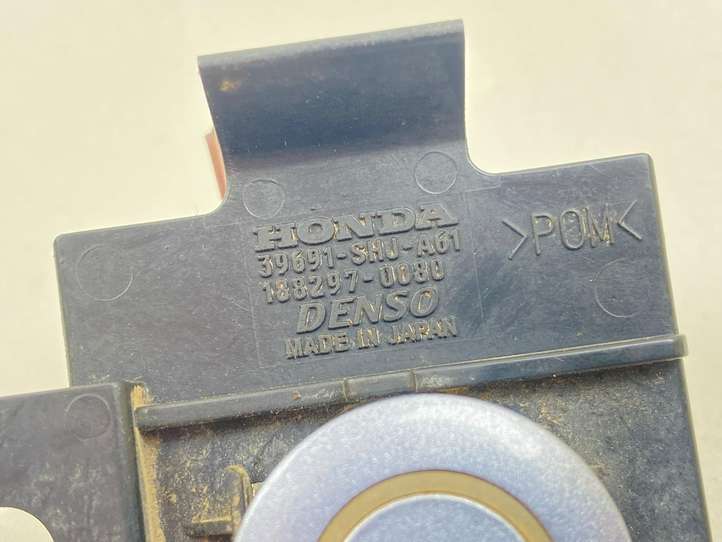 HONDA
39691-SHJ-A61
188297-0080
DENSO
MADE IN JAPAN
>POM<